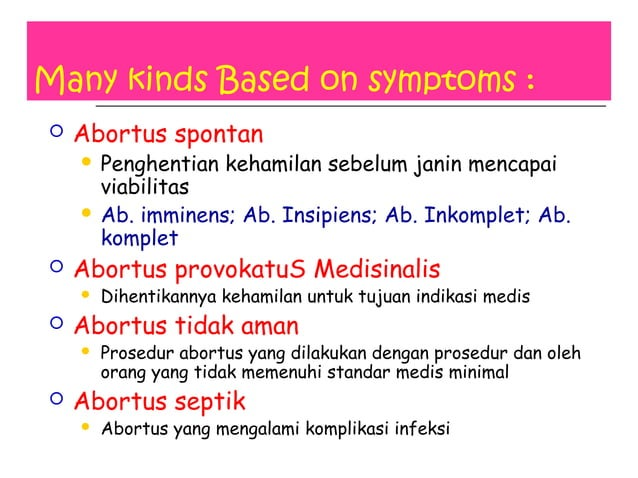 Many kinds Based on symptoms :
Abortus spontan
Penghentian kehamilan sebelum janin mencapai
viabilitas
Ab. imminens; Ab. Insipiens; Ab. Inkomplet; Ab.
komplet
Abortus provokatuS Medisinalis
Dihentikannya kehamilan untuk tujuan indikasi medis
Abortus tidak aman
Prosedur abortus yang dilakukan dengan prosedur dan oleh
orang yang tidak memenuhi standar medis minimal
Abortus septik
Abortus yang mengalami komplikasi infeksi